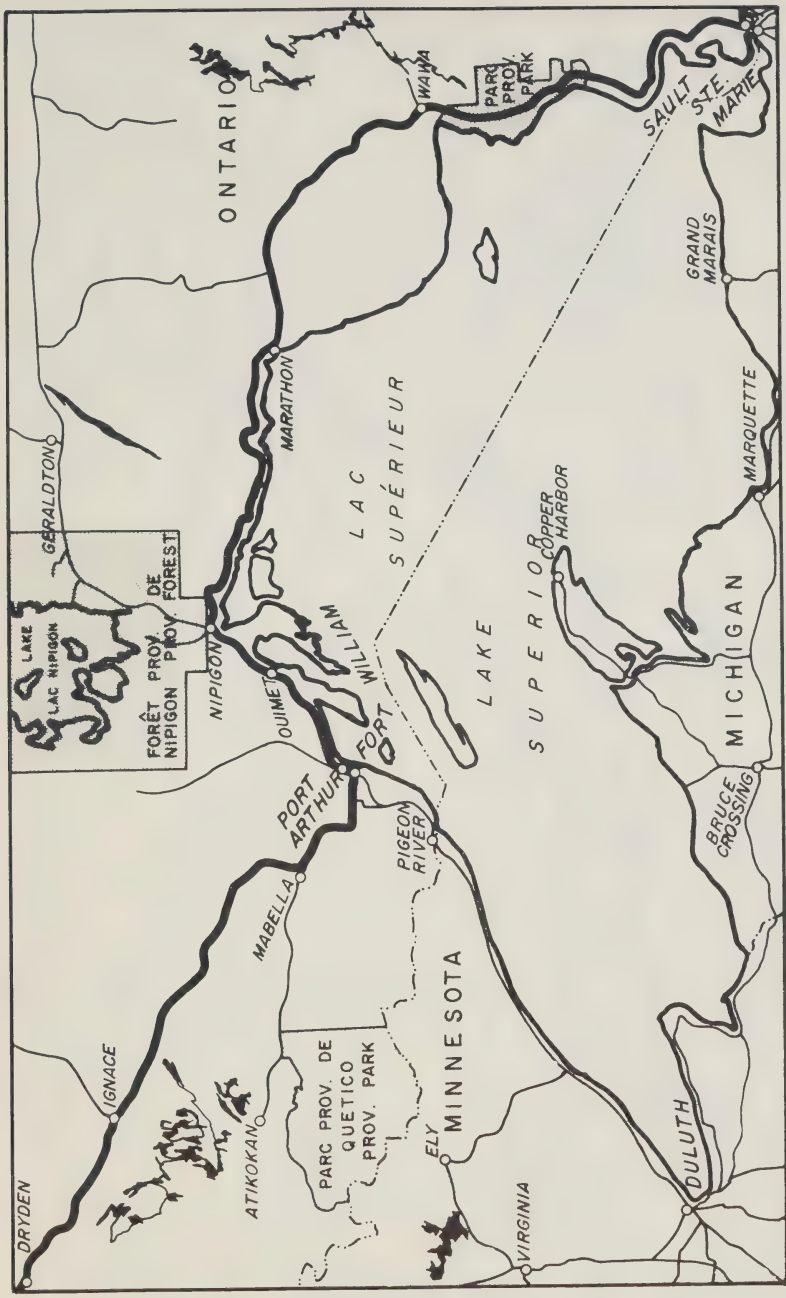 DRYDEN
IGNACE
ATIKOKAN
PARC PROV. DE
QUETICO
PROV. PARK
ELY
VIRGINIA
MINNESOTA
DULUTH
MABELLA
PORT
ARTHUR
FORT WILLIAM
PIGEON
RIVER
OUIMET
NIPIGON
LAKE
LAC NIPIGON
FORÊT PROV. DE
NIPIGON PROV. FOREST
GERALDTON
MARATHON
ONTARIO
WAWA
PARC
PROV.
PARK
SAULT
STE.
MARIE
LAC
SUPÉRIEUR
LAKE
SUPERIOR
COPPER
HARBOR
GRAND
MARAIS
MARQUETTE
MICHIGAN
BRUCE
CROSSING